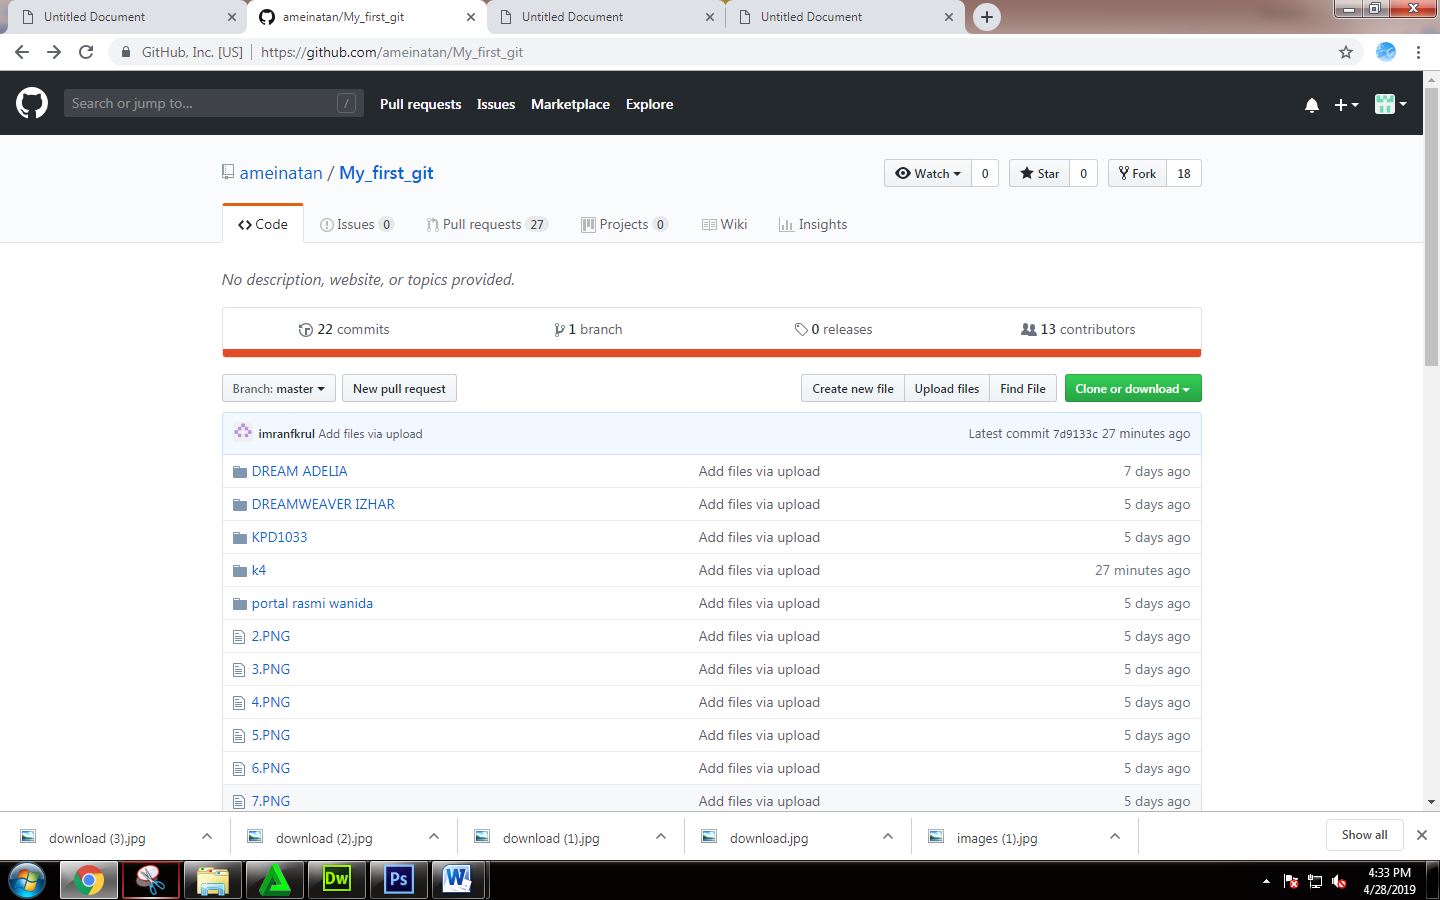 Untitled Document
ameinatan/My_first_git
Untitled Document
Untitled Document
GitHub, Inc. [US]
https://github.com/ameinatan/My_first_git
Search or jump to...
/
Pull requests
Issues
Marketplace
Explore
ameinatan / My_first_git
Watch
0
Star
0
Fork
18
Code
Issues 0
Pull requests 27
Projects 0
Wiki
Insights
No description, website, or topics provided.
22 commits
1 branch
0 releases
13 contributors
Branch: master
New pull request
Create new file
Upload files
Find File
Clone or download
imranfkrul Add files via upload
Latest commit 7d9133c 27 minutes ago
DREAM ADELIA
Add files via upload
7 days ago
DREAMWEAVER IZHAR
Add files via upload
5 days ago
KPD1033
Add files via upload
5 days ago
k4
Add files via upload
27 minutes ago
portal rasmi wanida
Add files via upload
5 days ago
2.PNG
Add files via upload
5 days ago
3.PNG
Add files via upload
5 days ago
4.PNG
Add files via upload
5 days ago
5.PNG
Add files via upload
5 days ago
6.PNG
Add files via upload
5 days ago
7.PNG
Add files via upload
5 days ago
download (3).jpg
download (2).jpg
download (1).jpg
download.jpg
images (1).jpg
Show all
Dw
Ps
W
4:33 PM
4/28/2019